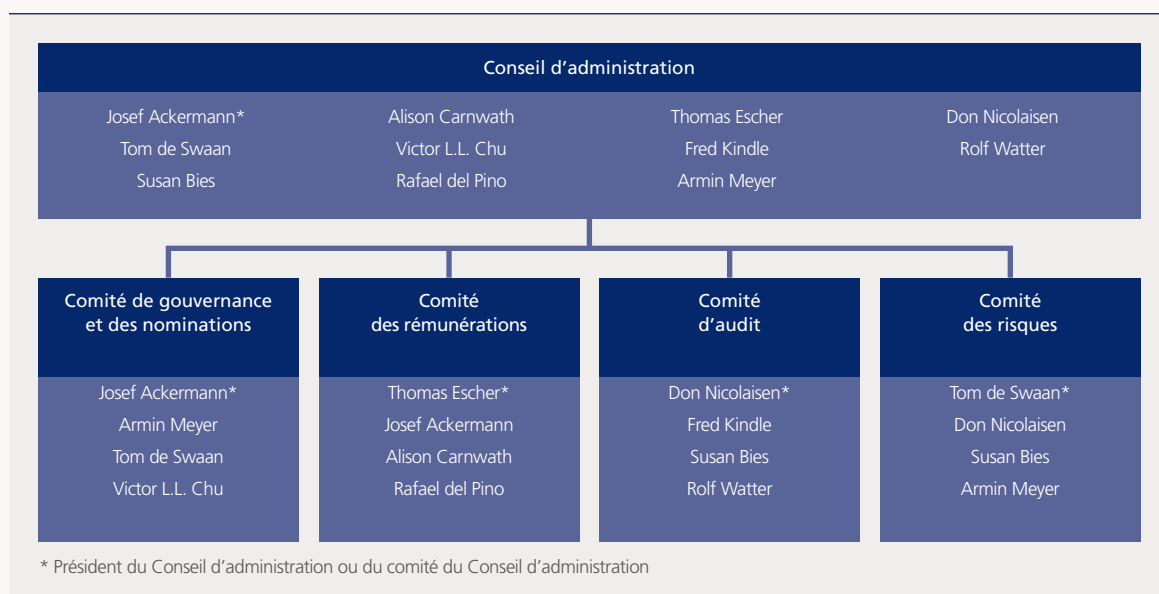 Conseil d'administration
Josef Ackermann*
Tom de Swaan
Susan Bies
Alison Carnwath
Victor L.L. Chu
Rafael del Pino
Thomas Escher
Fred Kindle
Armin Meyer
Don Nicolaisen
Rolf Watter
Comité de gouvernance
et des nominations
Josef Ackermann*
Armin Meyer
Tom de Swaan
Victor L.L. Chu
Comité
des rémunérations
Thomas Escher*
Josef Ackermann
Alison Carnwath
Rafael del Pino
Comité
d'audit
Don Nicolaisen*
Fred Kindle
Susan Bies
Rolf Watter
Comité
des risques
Tom de Swaan*
Don Nicolaisen
Susan Bies
Armin Meyer
* Président du Conseil d'administration ou du comité du Conseil d'administration